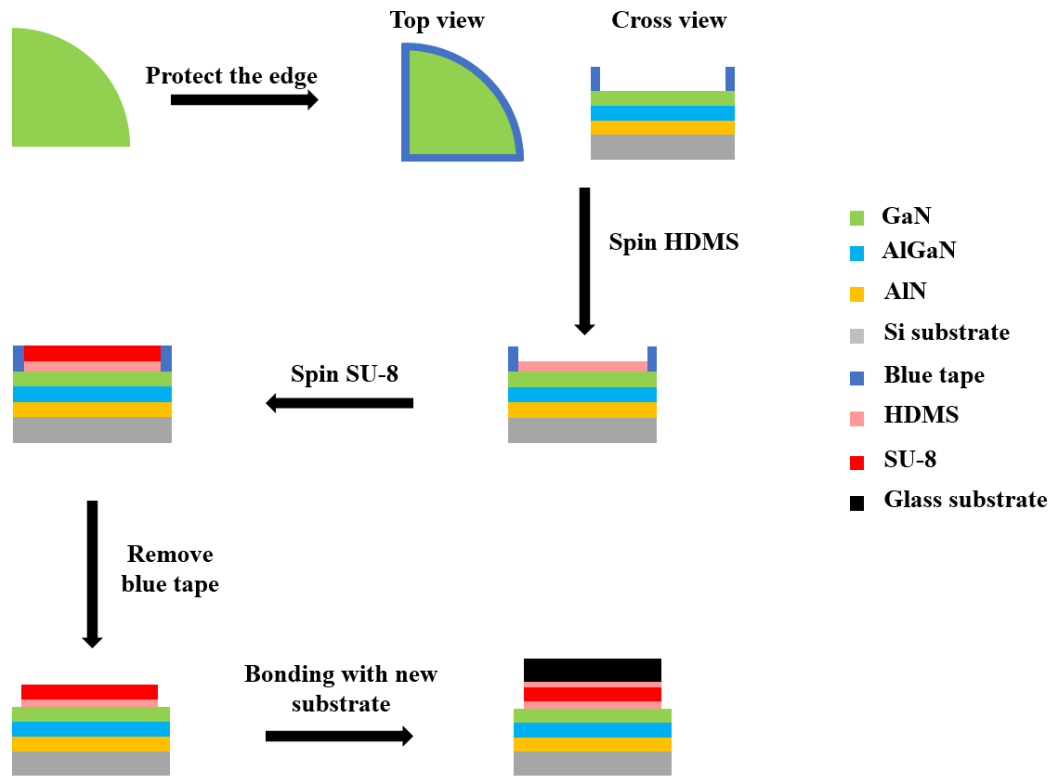 Top view
Cross view
Protect the edge
Spin HDMS
GaN
AlGaN
AlN
Si substrate
Blue tape
HDMS
SU-8
Glass substrate
Spin SU-8
Remove
blue tape
Bonding with new
substrate